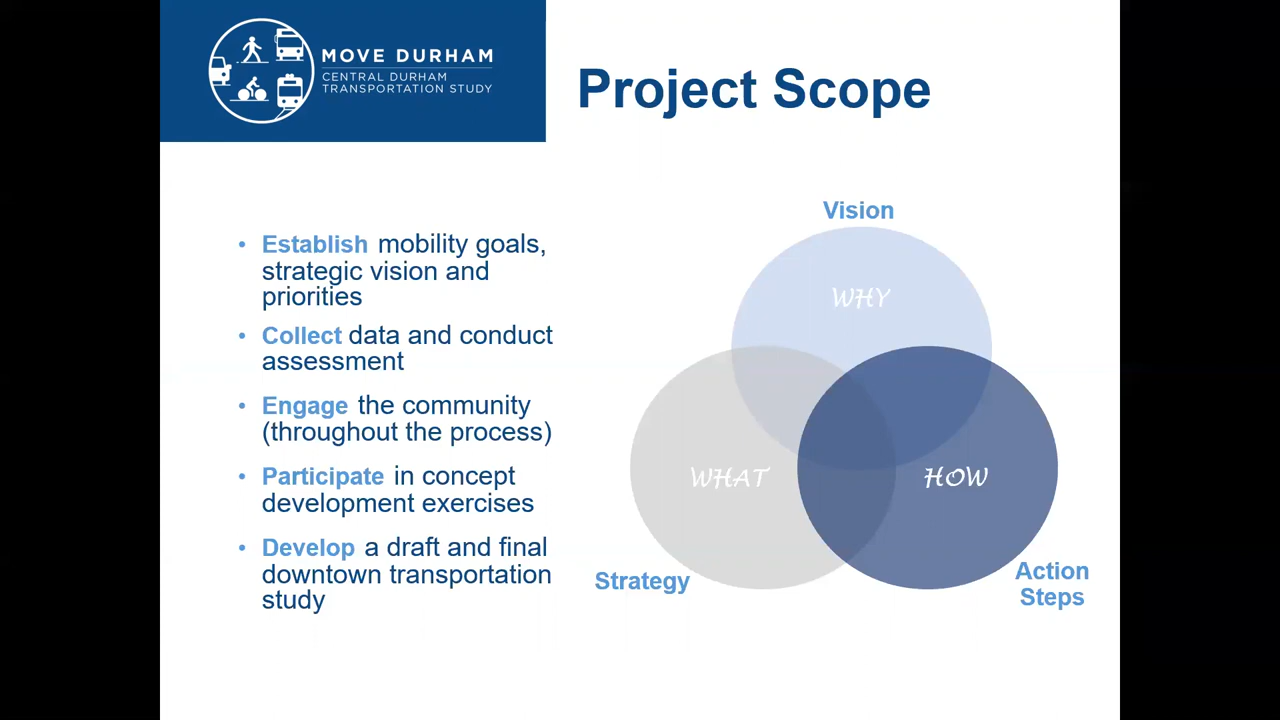 MOVE DURHAM
CENTRAL DURHAM
TRANSPORTATION STUDY
Project Scope
• Establish mobility goals,
strategic vision and
priorities
• Collect data and conduct
assessment
• Engage the community
(throughout the process)
• Participate in concept
development exercises
• Develop a draft and final
downtown transportation
study
Vision
WHY
WHAT
HOW
Strategy
Action
Steps